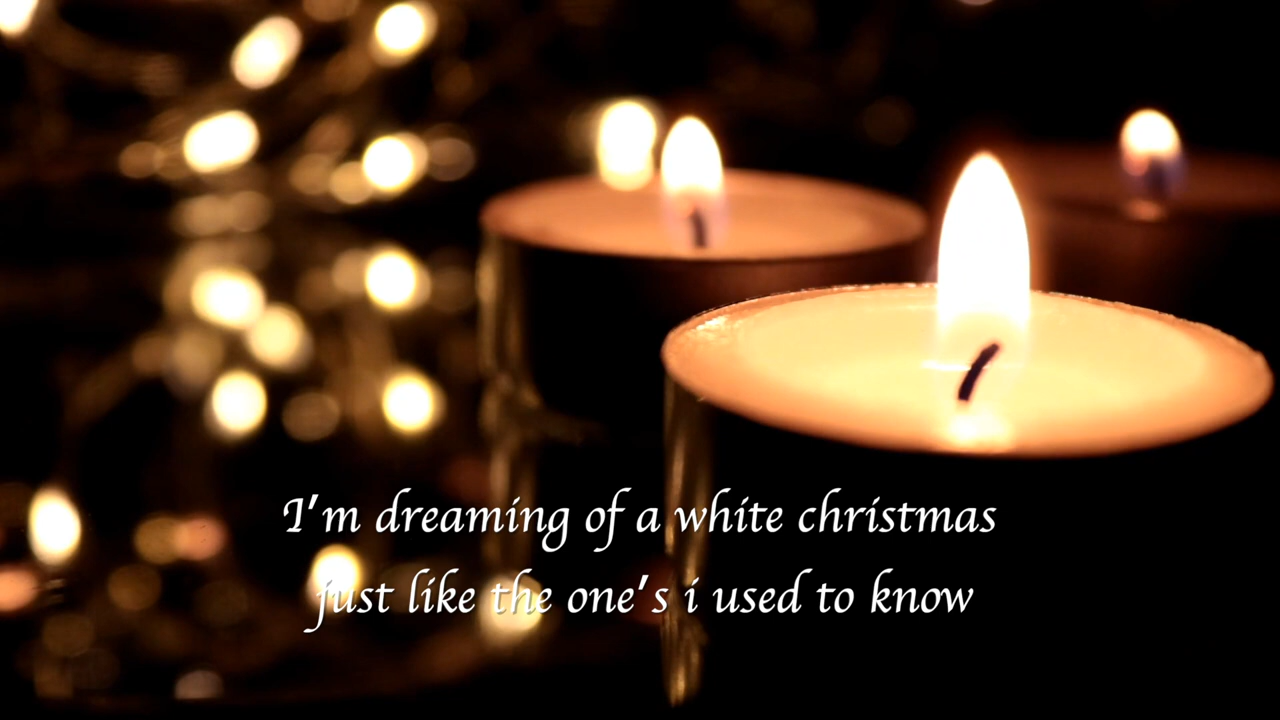 I'm dreaming of a white christmas
just like the one's i used to know